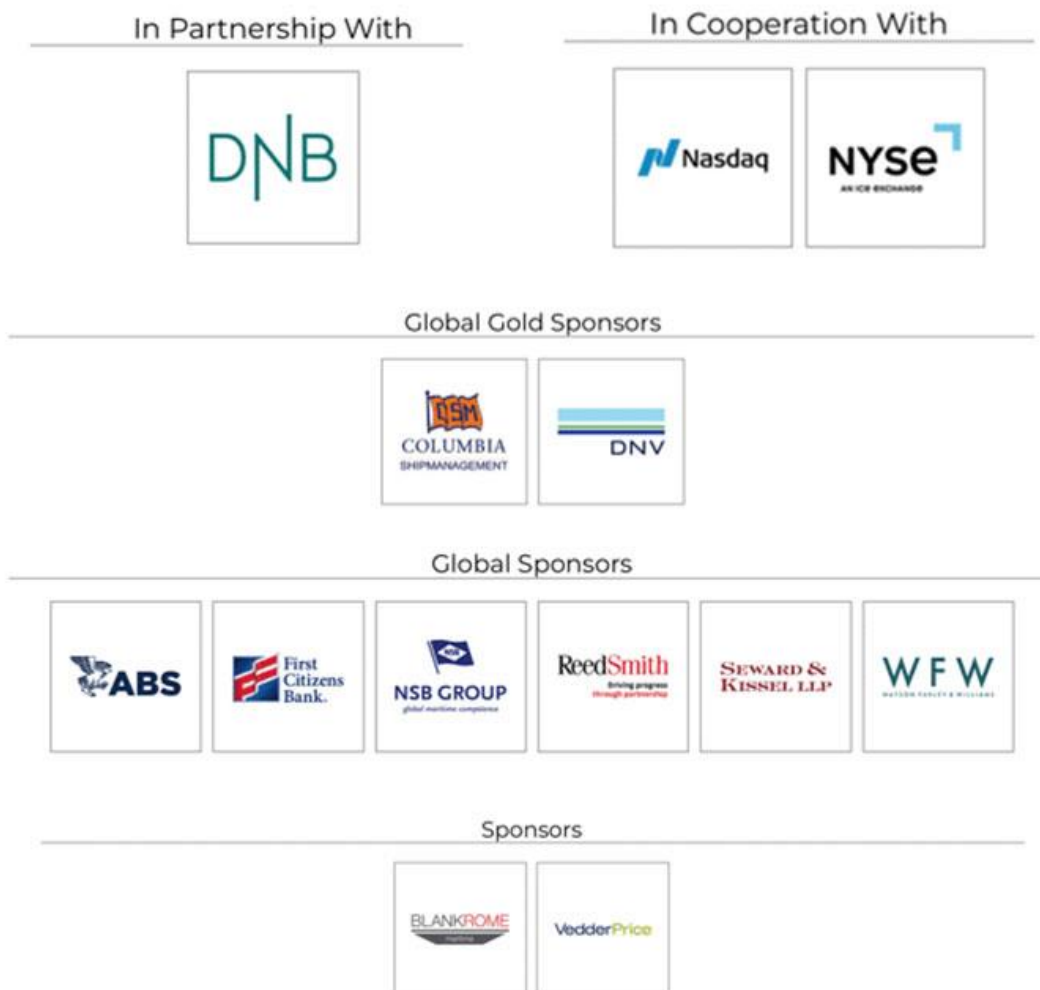 In Partnership With
In Cooperation With
DNB
Nasdaq
NYSE
AN ICE EXCHANGE
Global Gold Sponsors
CSM
COLUMBIA
SHIPMANAGEMENT
DNV
Global Sponsors
ABS
First
Citizens
Bank.
NSB
NSB GROUP
global maritime competence
ReedSmith
Driving progress
through partnership
SEWARD &
KISSEL LLP
WFW
WATSON FARLEY & WILLIAMS
Sponsors
BLANKROME
maritime
VedderPrice